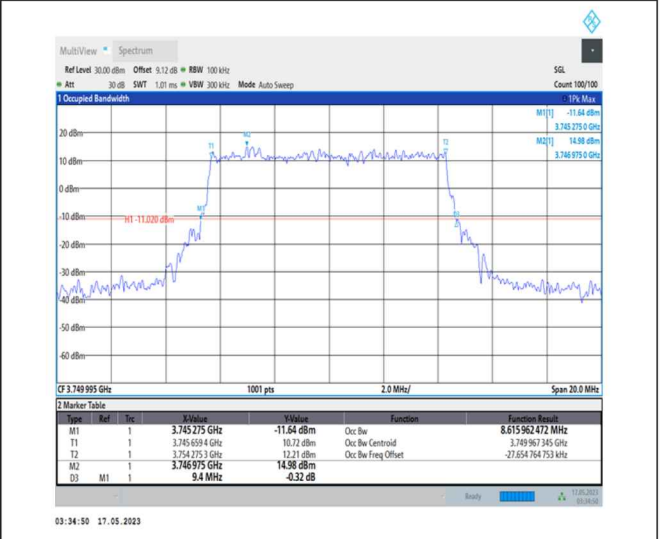 MultiView Spectrum
Ref Level 30.00 dBm Offset 9.12 dB RBW 100 kHz SGL
Att 30 dB SWT 1.01 ms VBW 300 kHz Mode Auto Sweep Count 100/100
1 Occupied Bandwidth 1Pk Max
M1[1] -11.64 dBm
3.745 275 0 GHz
20 dBm M2[1] 14.98 dBm
T1 M2 T2 3.746 975 0 GHz
10 dBm
0 dBm
M1
-10 dBm
H1 -11.020 dBm
-20 dBm
-30 dBm
-40 dBm
-50 dBm
-60 dBm
CF 3.749 995 GHz 1001 pts 2.0 MHz/ Span 20.0 MHz
2 Marker Table
Type Ref Trc X-Value Y-Value Function Function Result
M1 1 3.745 275 GHz -11.64 dBm Occ Bw 8.615 962 472 MHz
T1 1 3.745 659 4 GHz 10.72 dBm Occ Bw Centroid 3.749 967 345 GHz
T2 1 3.754 275 3 GHz 12.21 dBm Occ Bw Freq Offset -27.654 764 753 kHz
M2 1 3.746 975 GHz 14.98 dBm
D3 M1 1 9.4 MHz -0.32 dB
Ready 17.05.2023
03:34:50
03:34:50 17.05.2023